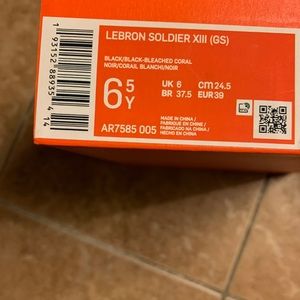 LEBRON SOLDIER XIII (GS)
BLACK/BLACK-BLEACHED CORAL
NOIR/CORAIL BLANCHI/NOIR
6 5Y
UK 6 cm 24.5
BR 37.5 EUR 39
AR7585 005
MADE IN CHINA /
FABRIQUE EN CHINE /
FABRICADO NA CHINA /
HECHO EN CHINA
1 93152 88935 4 14